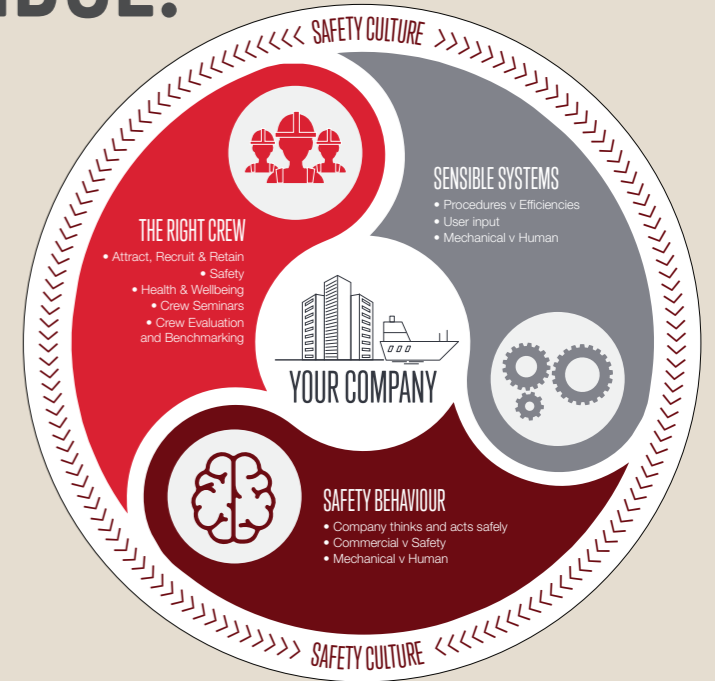 SAFETY CULTURE
THE RIGHT CREW
• Attract, Recruit & Retain
• Safety
• Health & Wellbeing
• Crew Seminars
• Crew Evaluation
and Benchmarking
SENSIBLE SYSTEMS
• Procedures v Efficiencies
• User input
• Mechanical v Human
YOUR COMPANY
SAFETY BEHAVIOUR
• Company thinks and acts safely
• Commercial v Safety
• Mechanical v Human
SAFETY CULTURE